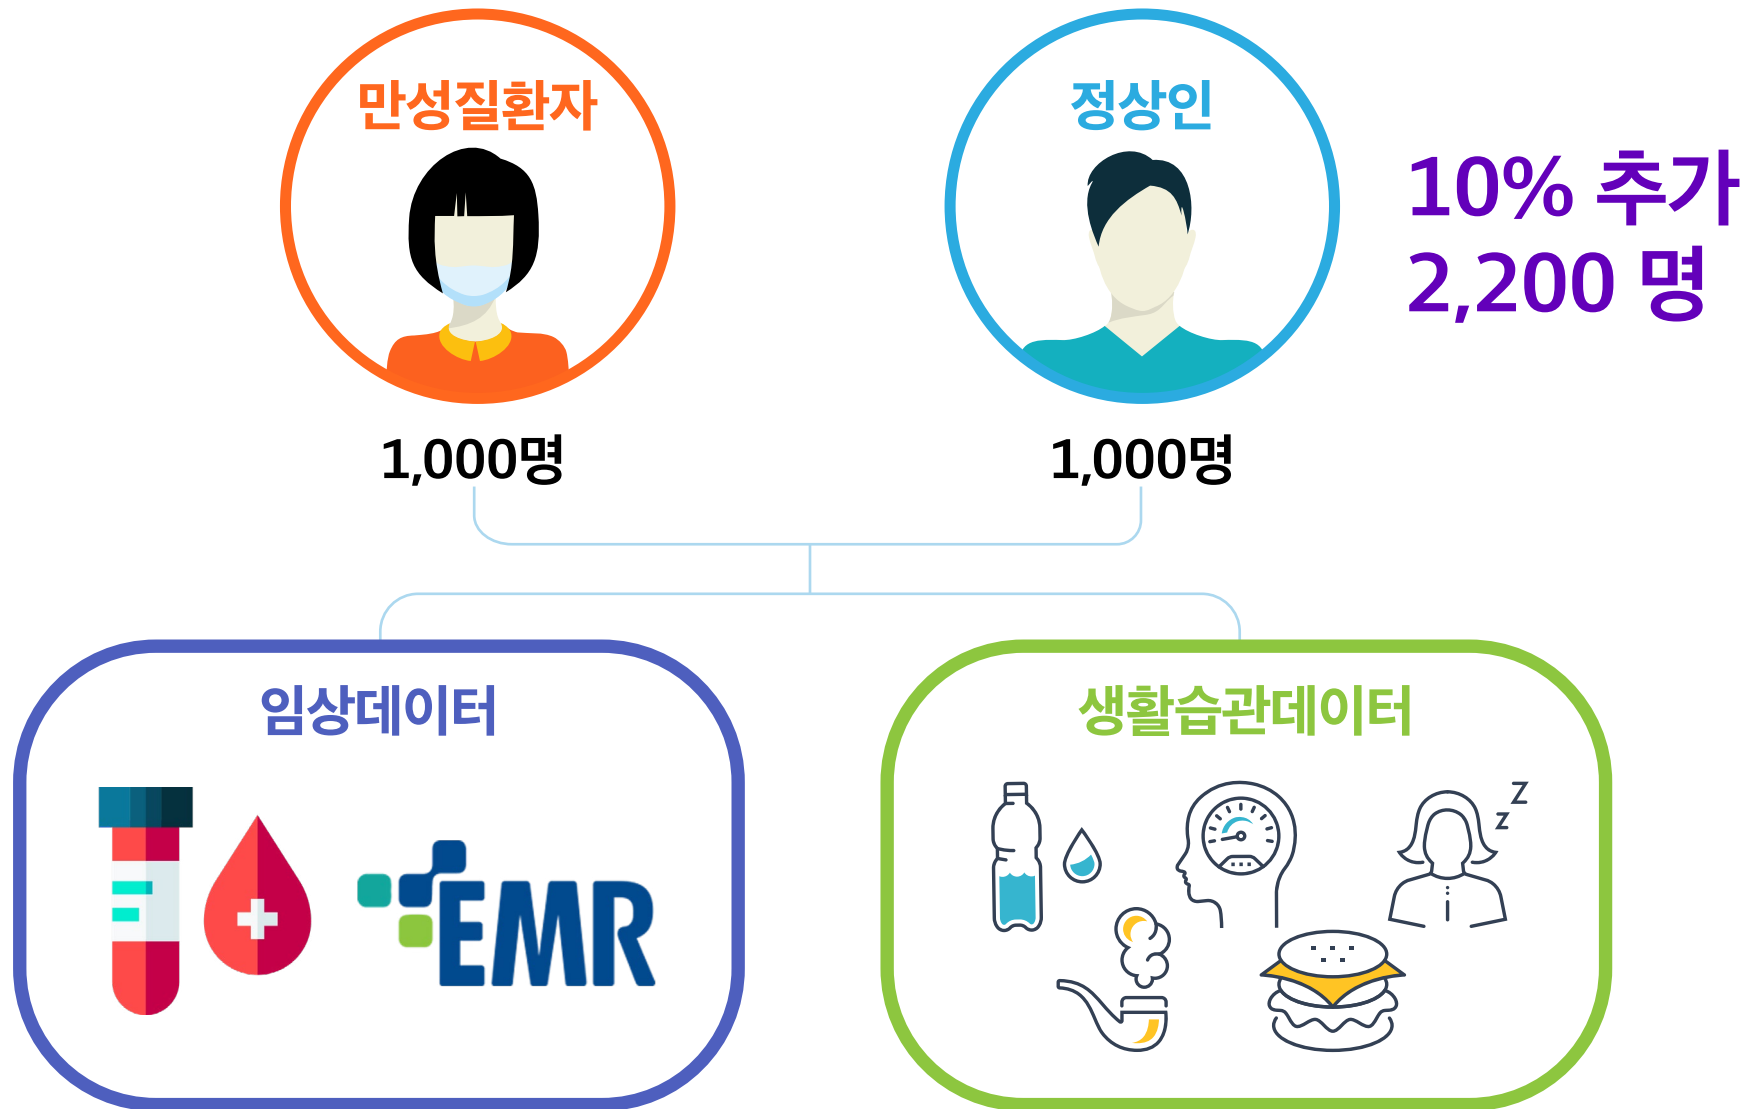 만성질환자
정상인
10% 추가
2,200 명
1,000명
1,000명
임상데이터
생활습관데이터
EMR
z
z